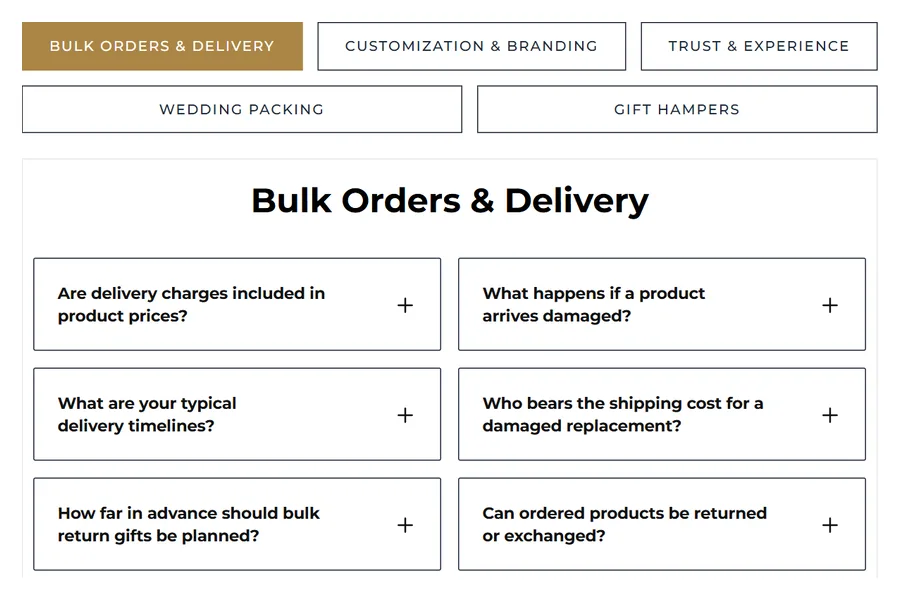 BULK ORDERS & DELIVERY
CUSTOMIZATION & BRANDING
TRUST & EXPERIENCE
WEDDING PACKING
GIFT HAMPERS
Bulk Orders & Delivery
Are delivery charges included in
product prices?
What happens if a product
arrives damaged?
What are your typical
delivery timelines?
Who bears the shipping cost for a
damaged replacement?
How far in advance should bulk
return gifts be planned?
Can ordered products be returned
or exchanged?